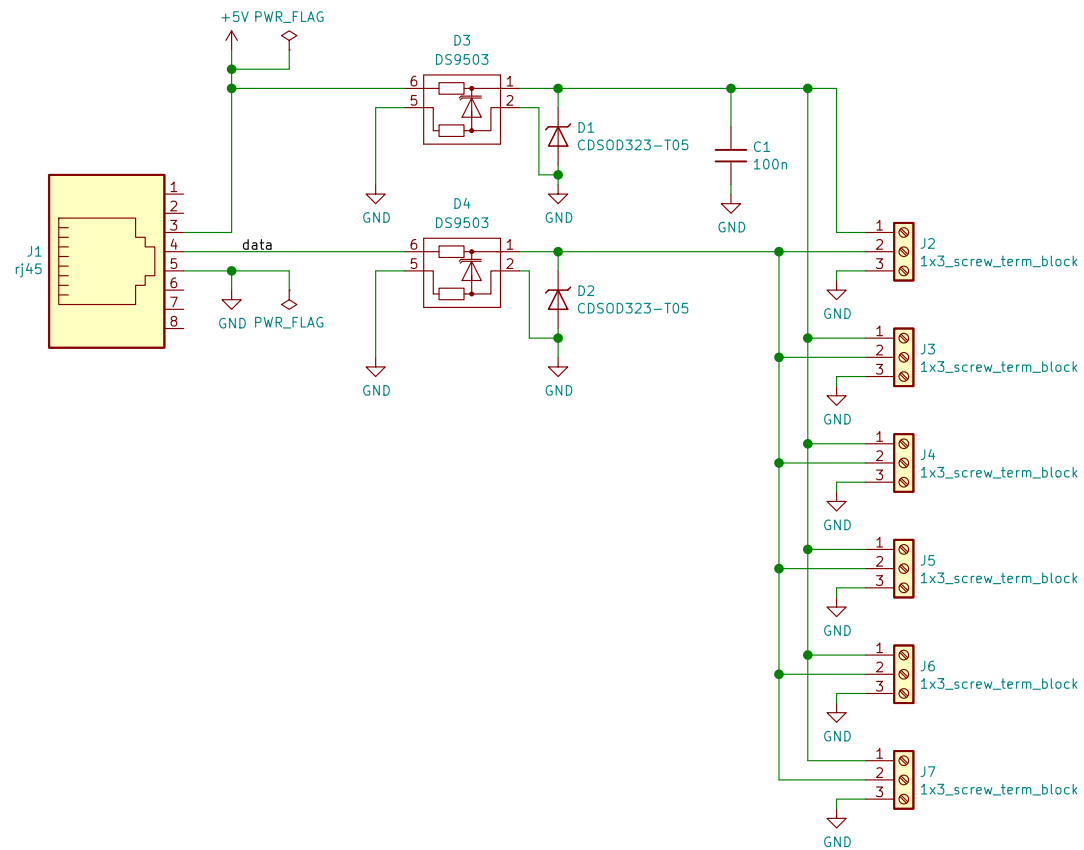 +5V PWR_FLAG
D3
DS9503
6 1
5 2
D1
CDSOD323-T05
C1
100n
GND
GND
GND
J1
rj45
1
2
3
4
5
6
7
8
data
GND PWR_FLAG
D4
DS9503
6 1
5 2
D2
CDSOD323-T05
GND
GND
1
2
3
J2
1x3_screw_term_block
GND
1
2
3
J3
1x3_screw_term_block
GND
1
2
3
J4
1x3_screw_term_block
GND
1
2
3
J5
1x3_screw_term_block
GND
1
2
3
J6
1x3_screw_term_block
GND
1
2
3
J7
1x3_screw_term_block
GND